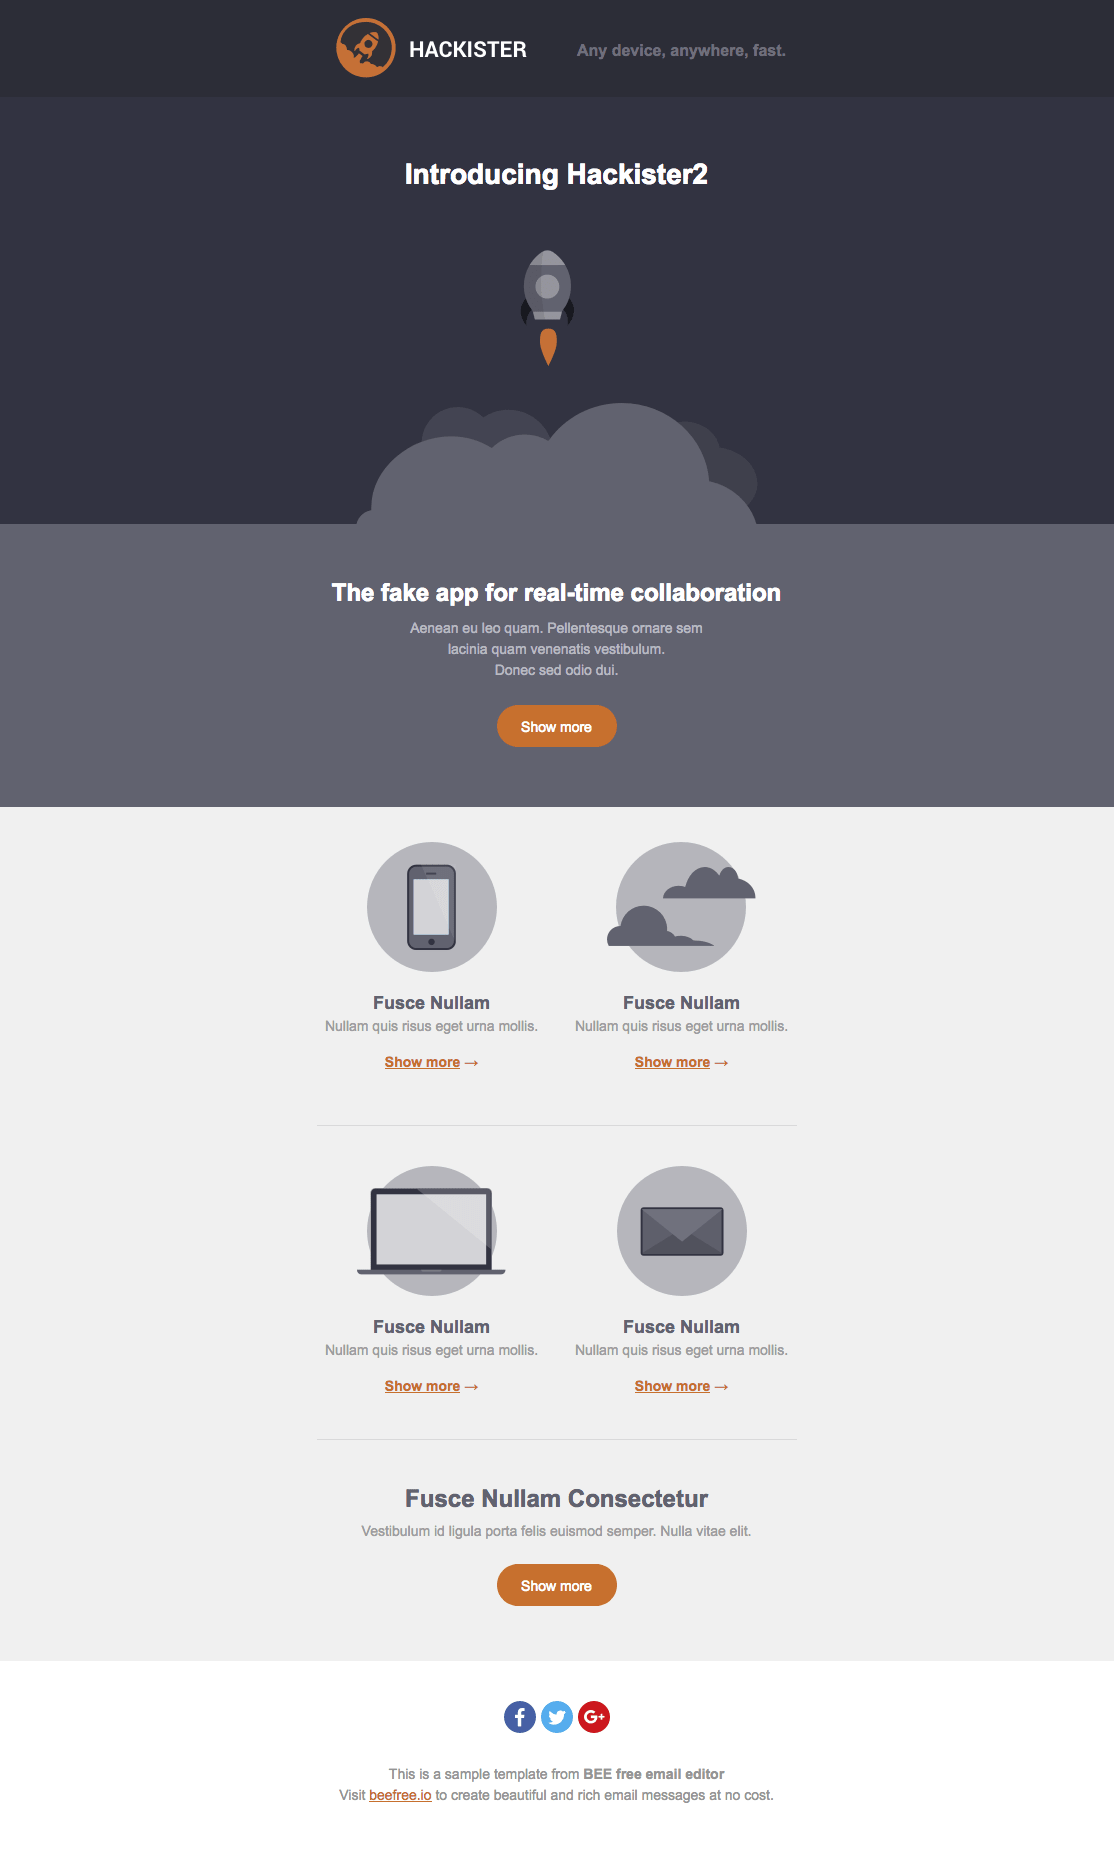 HACKISTER
Any device, anywhere, fast.
Introducing Hackister2
The fake app for real-time collaboration
Aenean eu leo quam. Pellentesque ornare sem
lacinia quam venenatis vestibulum.
Donec sed odio dui.
Show more
Fusce Nullam
Nullam quis risus eget urna mollis.
Show more →
Fusce Nullam
Nullam quis risus eget urna mollis.
Show more →
Fusce Nullam
Nullam quis risus eget urna mollis.
Show more →
Fusce Nullam
Nullam quis risus eget urna mollis.
Show more →
Fusce Nullam Consectetur
Vestibulum id ligula porta felis euismod semper. Nulla vitae elit.
Show more
This is a sample template from BEE free email editor
Visit beefree.io to create beautiful and rich email messages at no cost.